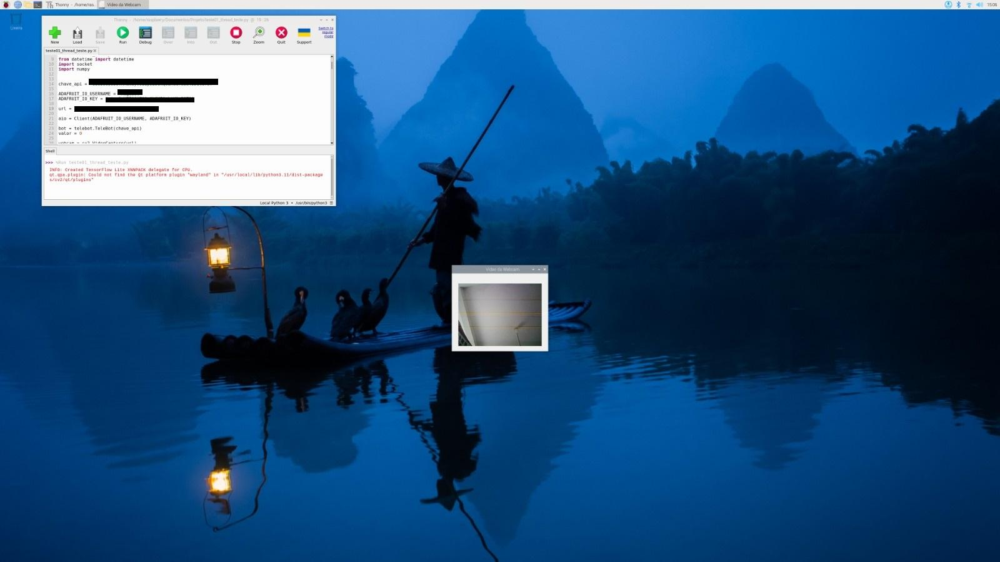 Thonny - /home/ras..
Video da Webcam
15:06
Lixeira
Thonny - /home/raspberry/Documentos/Projeto/teste01_thread_teste.py @ 19:26
New
Load
Save
Run
Debug
Over
Into
Out
Stop
Zoom
Quit
Support
Switch to
regular
mode
teste01_thread_teste.py
9 from datetime import datetime
10 import socket
11 import numpy
12
13
14 chave_api =
15
16 ADAFRUIT_IO_USERNAME =
17 ADAFRUIT_IO_KEY =
18
19 url =
20
21 aio = Client(ADAFRUIT_IO_USERNAME, ADAFRUIT_IO_KEY)
22
23 bot = telebot.TeleBot(chave_api)
24 valor = 0
25
26 webcam = cv2.VideoCapture(url)
Shell
>>> %Run teste01_thread_teste.py
INFO: Created TensorFlow Lite XNNPACK delegate for CPU.
qt.qpa.plugin: Could not find the Qt platform plugin "wayland" in "/usr/local/lib/python3.11/dist-package
s/cv2/qt/plugins"
Local Python 3 • /usr/bin/python3
Video da Webcam